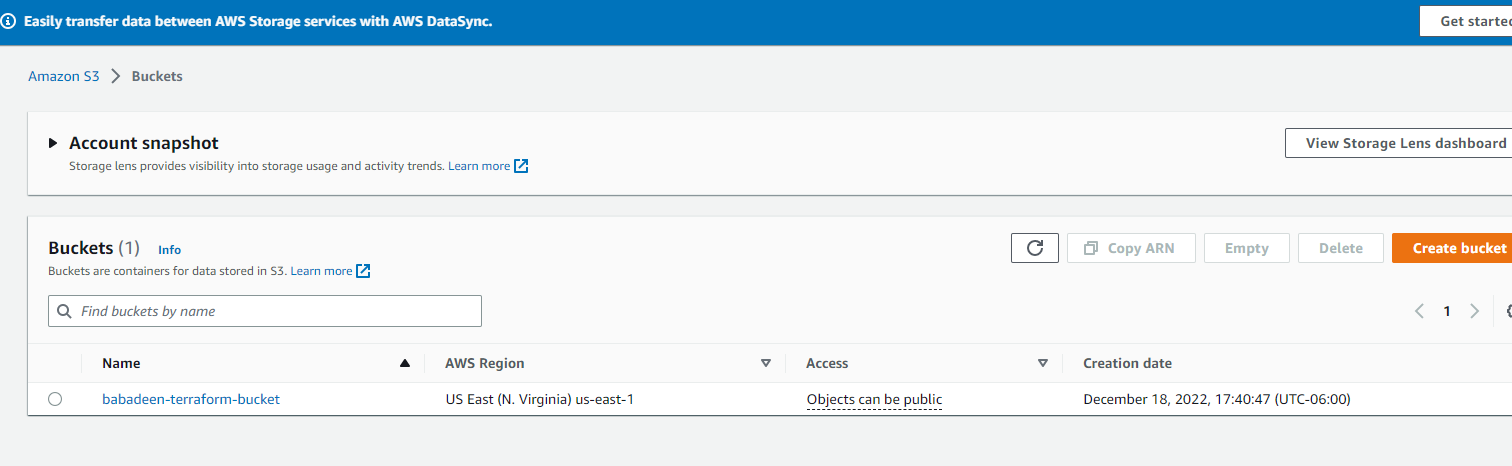 Easily transfer data between AWS Storage services with AWS DataSync.
Get started
Amazon S3 > Buckets
Account snapshot
Storage lens provides visibility into storage usage and activity trends. Learn more
View Storage Lens dashboard
Buckets (1) Info
Buckets are containers for data stored in S3. Learn more
Copy ARN Empty Delete Create bucket
Find buckets by name
1
Name AWS Region Access Creation date
babadeen-terraform-bucket US East (N. Virginia) us-east-1 Objects can be public December 18, 2022, 17:40:47 (UTC-06:00)